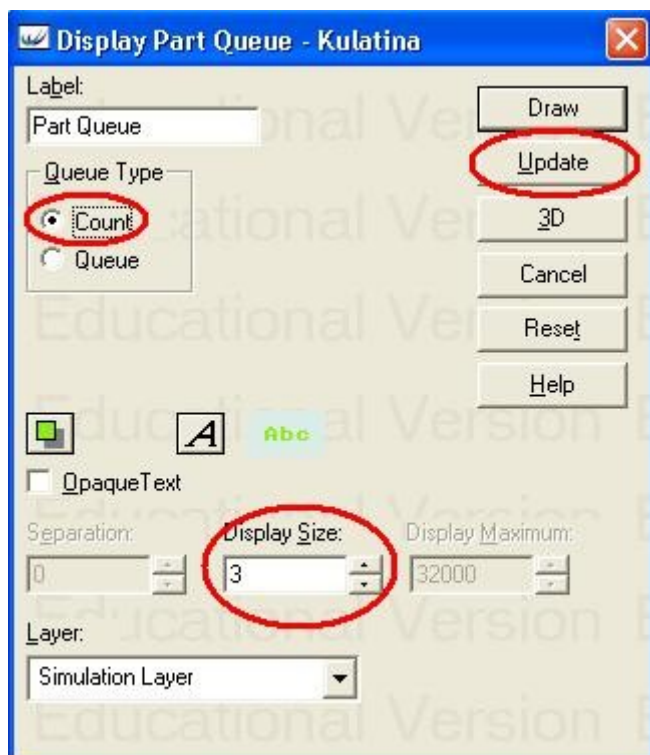 Display Part Queue - Kulatina
Label:
Part Queue
Queue Type
Count
Queue
Draw
Update
3D
Cancel
Reset
Help
A
Abc
OpaqueText
Separation:
0
Display Size:
3
Display Maximum:
32000
Layer:
Simulation Layer
Educational Version